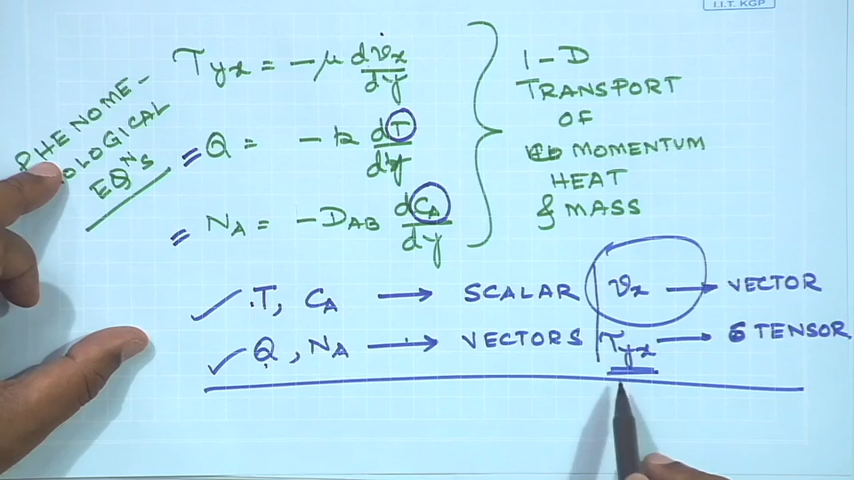 I.I.T. KGP
τyx = -μ dvx/dy
Q = -k dT/dy
NA = -DAB dCA/dy
PHENOME-
NOLOGICAL
EQNS
1-D
TRANSPORT
OF
MOMENTUM
HEAT
& MASS
T, CA → SCALAR | vx → VECTOR
Q, NA → VECTORS | τyx → TENSOR